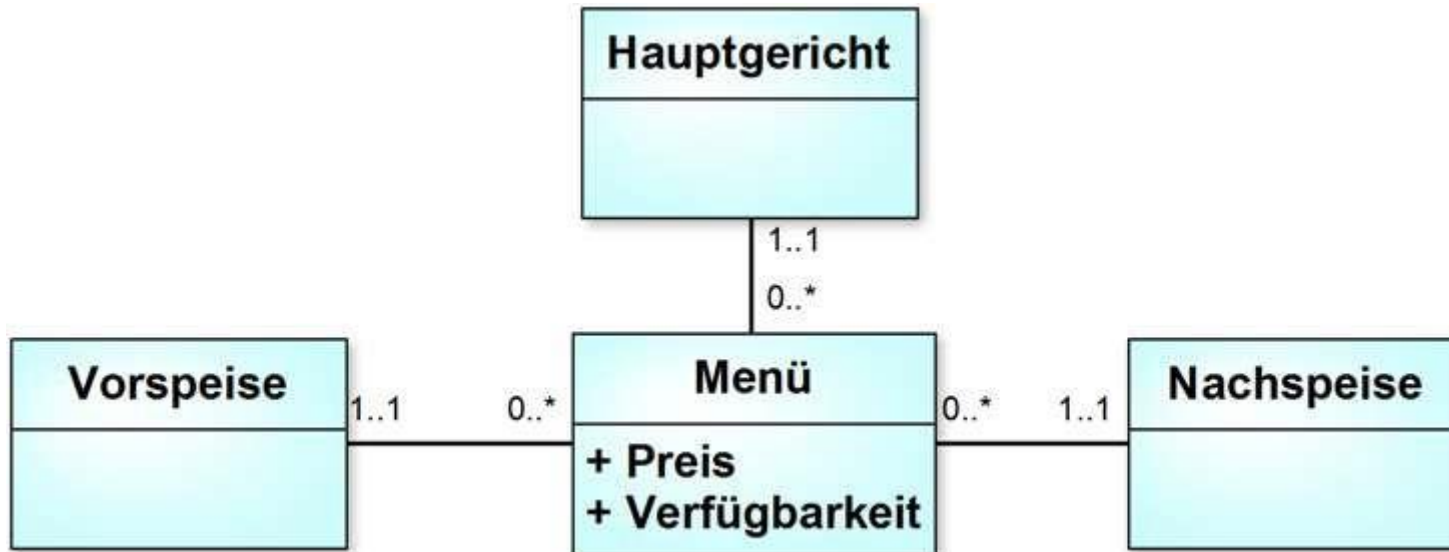 Hauptgericht
1..1
0..*
Vorspeise
1..1
0..*
Menü
+ Preis
+ Verfügbarkeit
0..*
1..1
Nachspeise